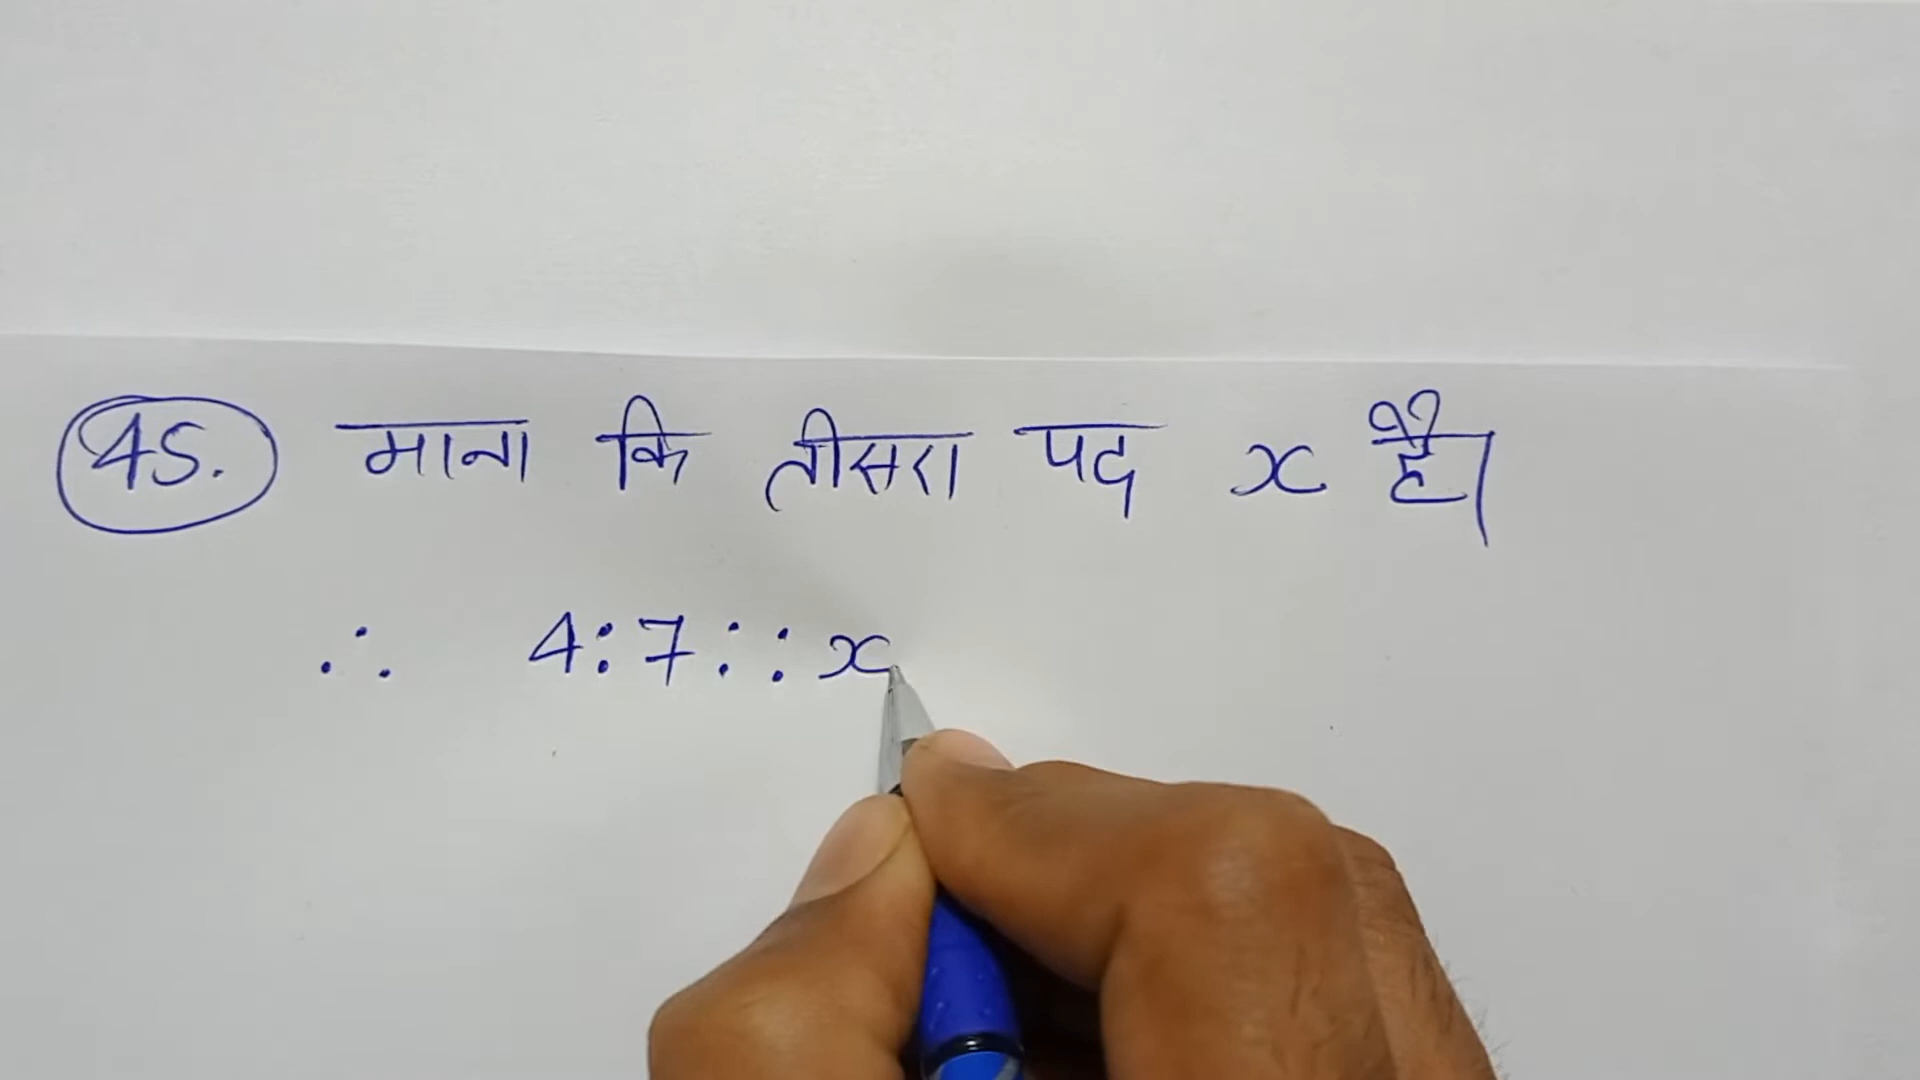 45. माना कि तीसरा पद x है।
∴ 4:7::x